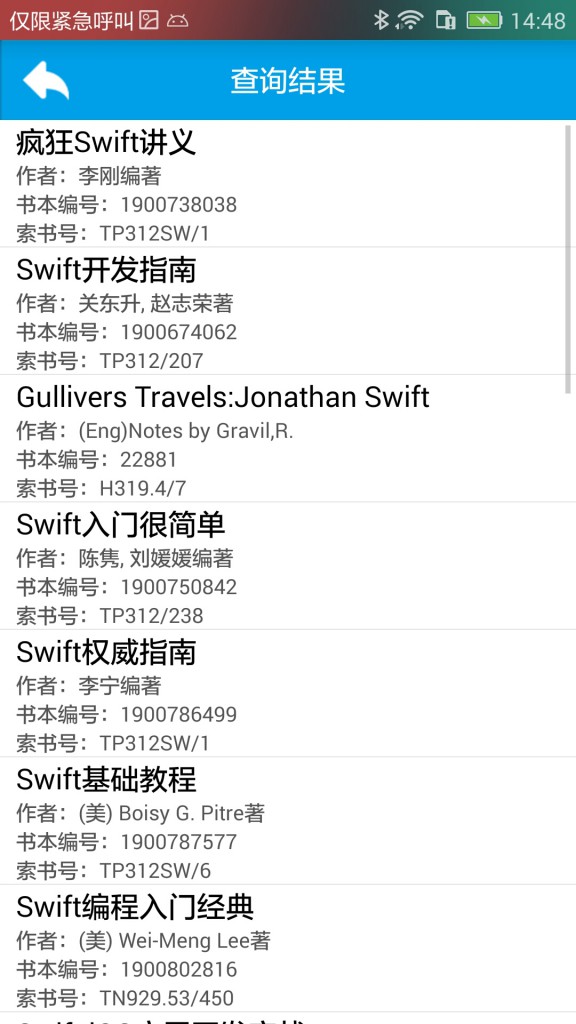 仅限紧急呼叫
14:48
查询结果
疯狂Swift讲义
作者：李刚编著
书本编号：1900738038
索书号：TP312SW/1
Swift开发指南
作者：关东升, 赵志荣著
书本编号：1900674062
索书号：TP312/207
Gullivers Travels:Jonathan Swift
作者：(Eng)Notes by Gravil,R.
书本编号：22881
索书号：H319.4/7
Swift入门很简单
作者：陈隽, 刘媛媛编著
书本编号：1900750842
索书号：TP312/238
Swift权威指南
作者：李宁编著
书本编号：1900786499
索书号：TP312SW/1
Swift基础教程
作者：(美) Boisy G. Pitre著
书本编号：1900787577
索书号：TP312SW/6
Swift编程入门经典
作者：(美) Wei-Meng Lee著
书本编号：1900802816
索书号：TN929.53/450